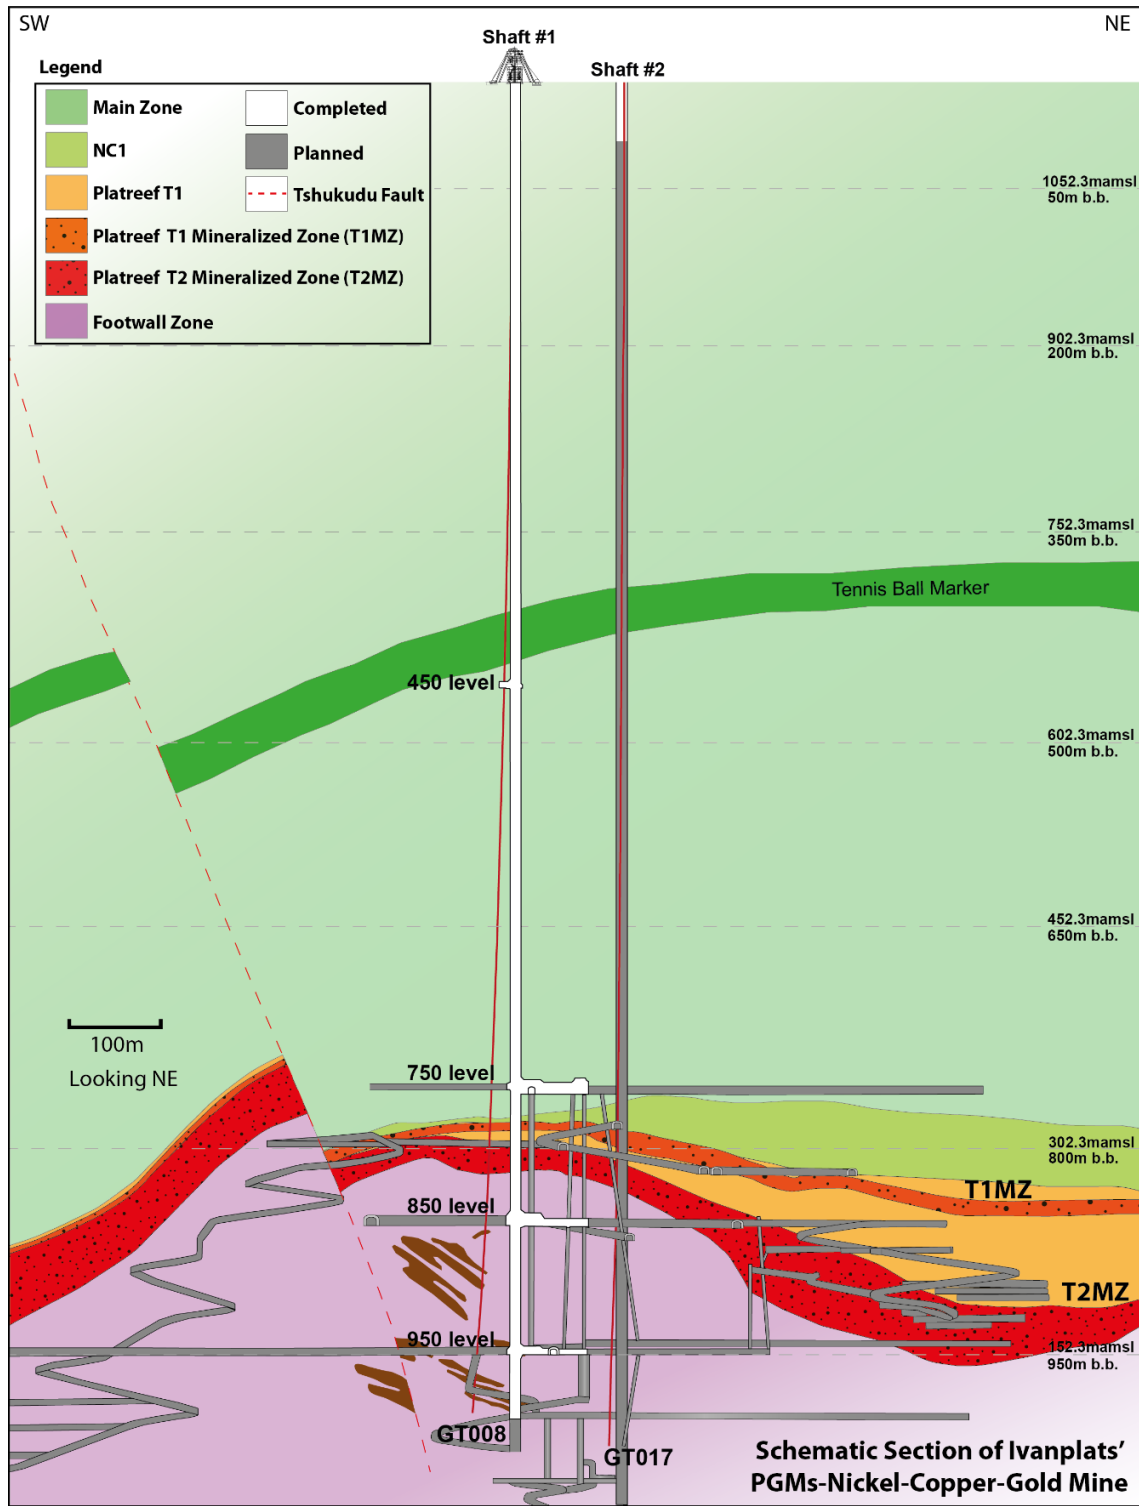 SW
NE
Shaft #1
Shaft #2
Legend
Main Zone
Completed
NC1
Planned
Platreef T1
Tshukudu Fault
Platreef T1 Mineralized Zone (T1MZ)
Platreef T2 Mineralized Zone (T2MZ)
Footwall Zone
1052.3mamsl
50m b.b.
902.3mamsl
200m b.b.
752.3mamsl
350m b.b.
Tennis Ball Marker
450 level
602.3mamsl
500m b.b.
452.3mamsl
650m b.b.
100m
Looking NE
750 level
302.3mamsl
800m b.b.
T1MZ
850 level
T2MZ
950 level
152.3mamsl
950m b.b.
GT008
GT017
Schematic Section of Ivanplats'
PGMs-Nickel-Copper-Gold Mine